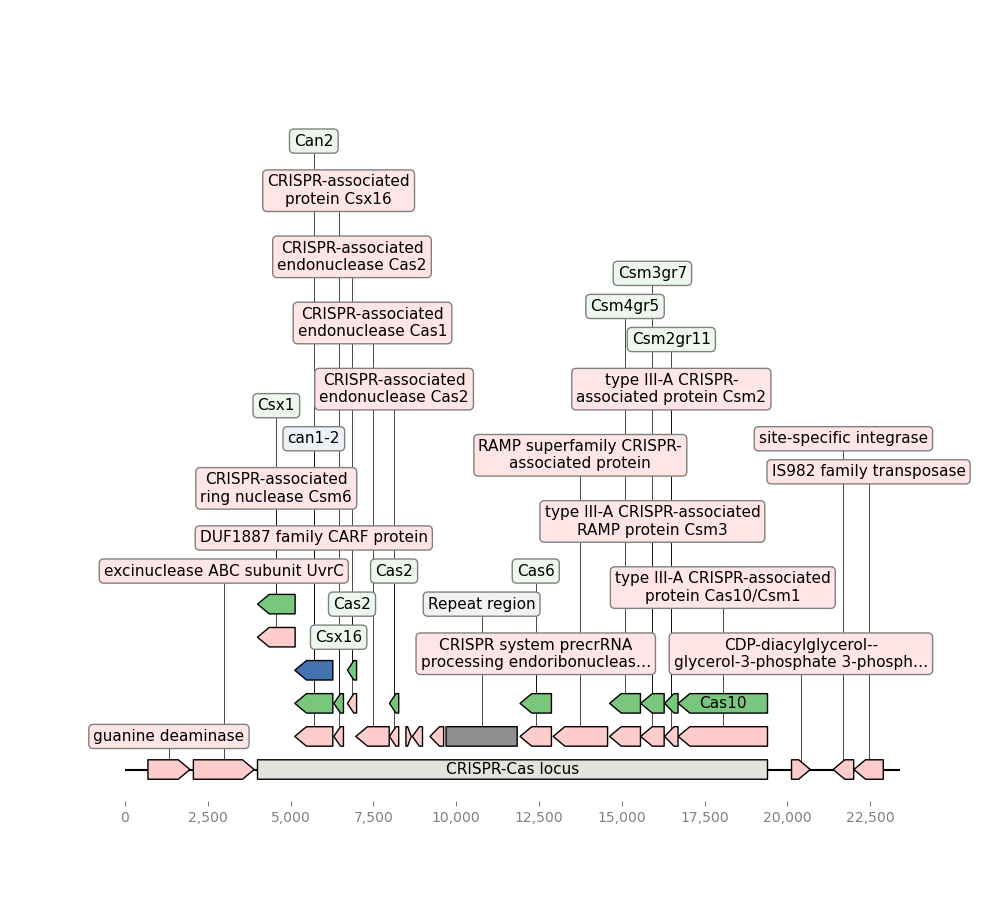 Can2
CRISPR-associated
protein Csx16
CRISPR-associated
endonuclease Cas2
Csm3gr7
Csm4gr5
CRISPR-associated
endonuclease Cas1
Csm2gr11
CRISPR-associated
endonuclease Cas2
type III-A CRISPR-
associated protein Csm2
Csx1
can1-2
site-specific integrase
RAMP superfamily CRISPR-
associated protein
IS982 family transposase
CRISPR-associated
ring nuclease Csm6
type III-A CRISPR-associated
RAMP protein Csm3
DUF1887 family CARF protein
excinuclease ABC subunit UvrC
Cas2
Cas6
type III-A CRISPR-associated
protein Cas10/Csm1
Cas2
Repeat region
Csx16
CRISPR system precrRNA
processing endoribonucleas...
CDP-diacylglycerol--
glycerol-3-phosphate 3-phosph...
Cas10
guanine deaminase
CRISPR-Cas locus
0 2,500 5,000 7,500 10,000 12,500 15,000 17,500 20,000 22,500